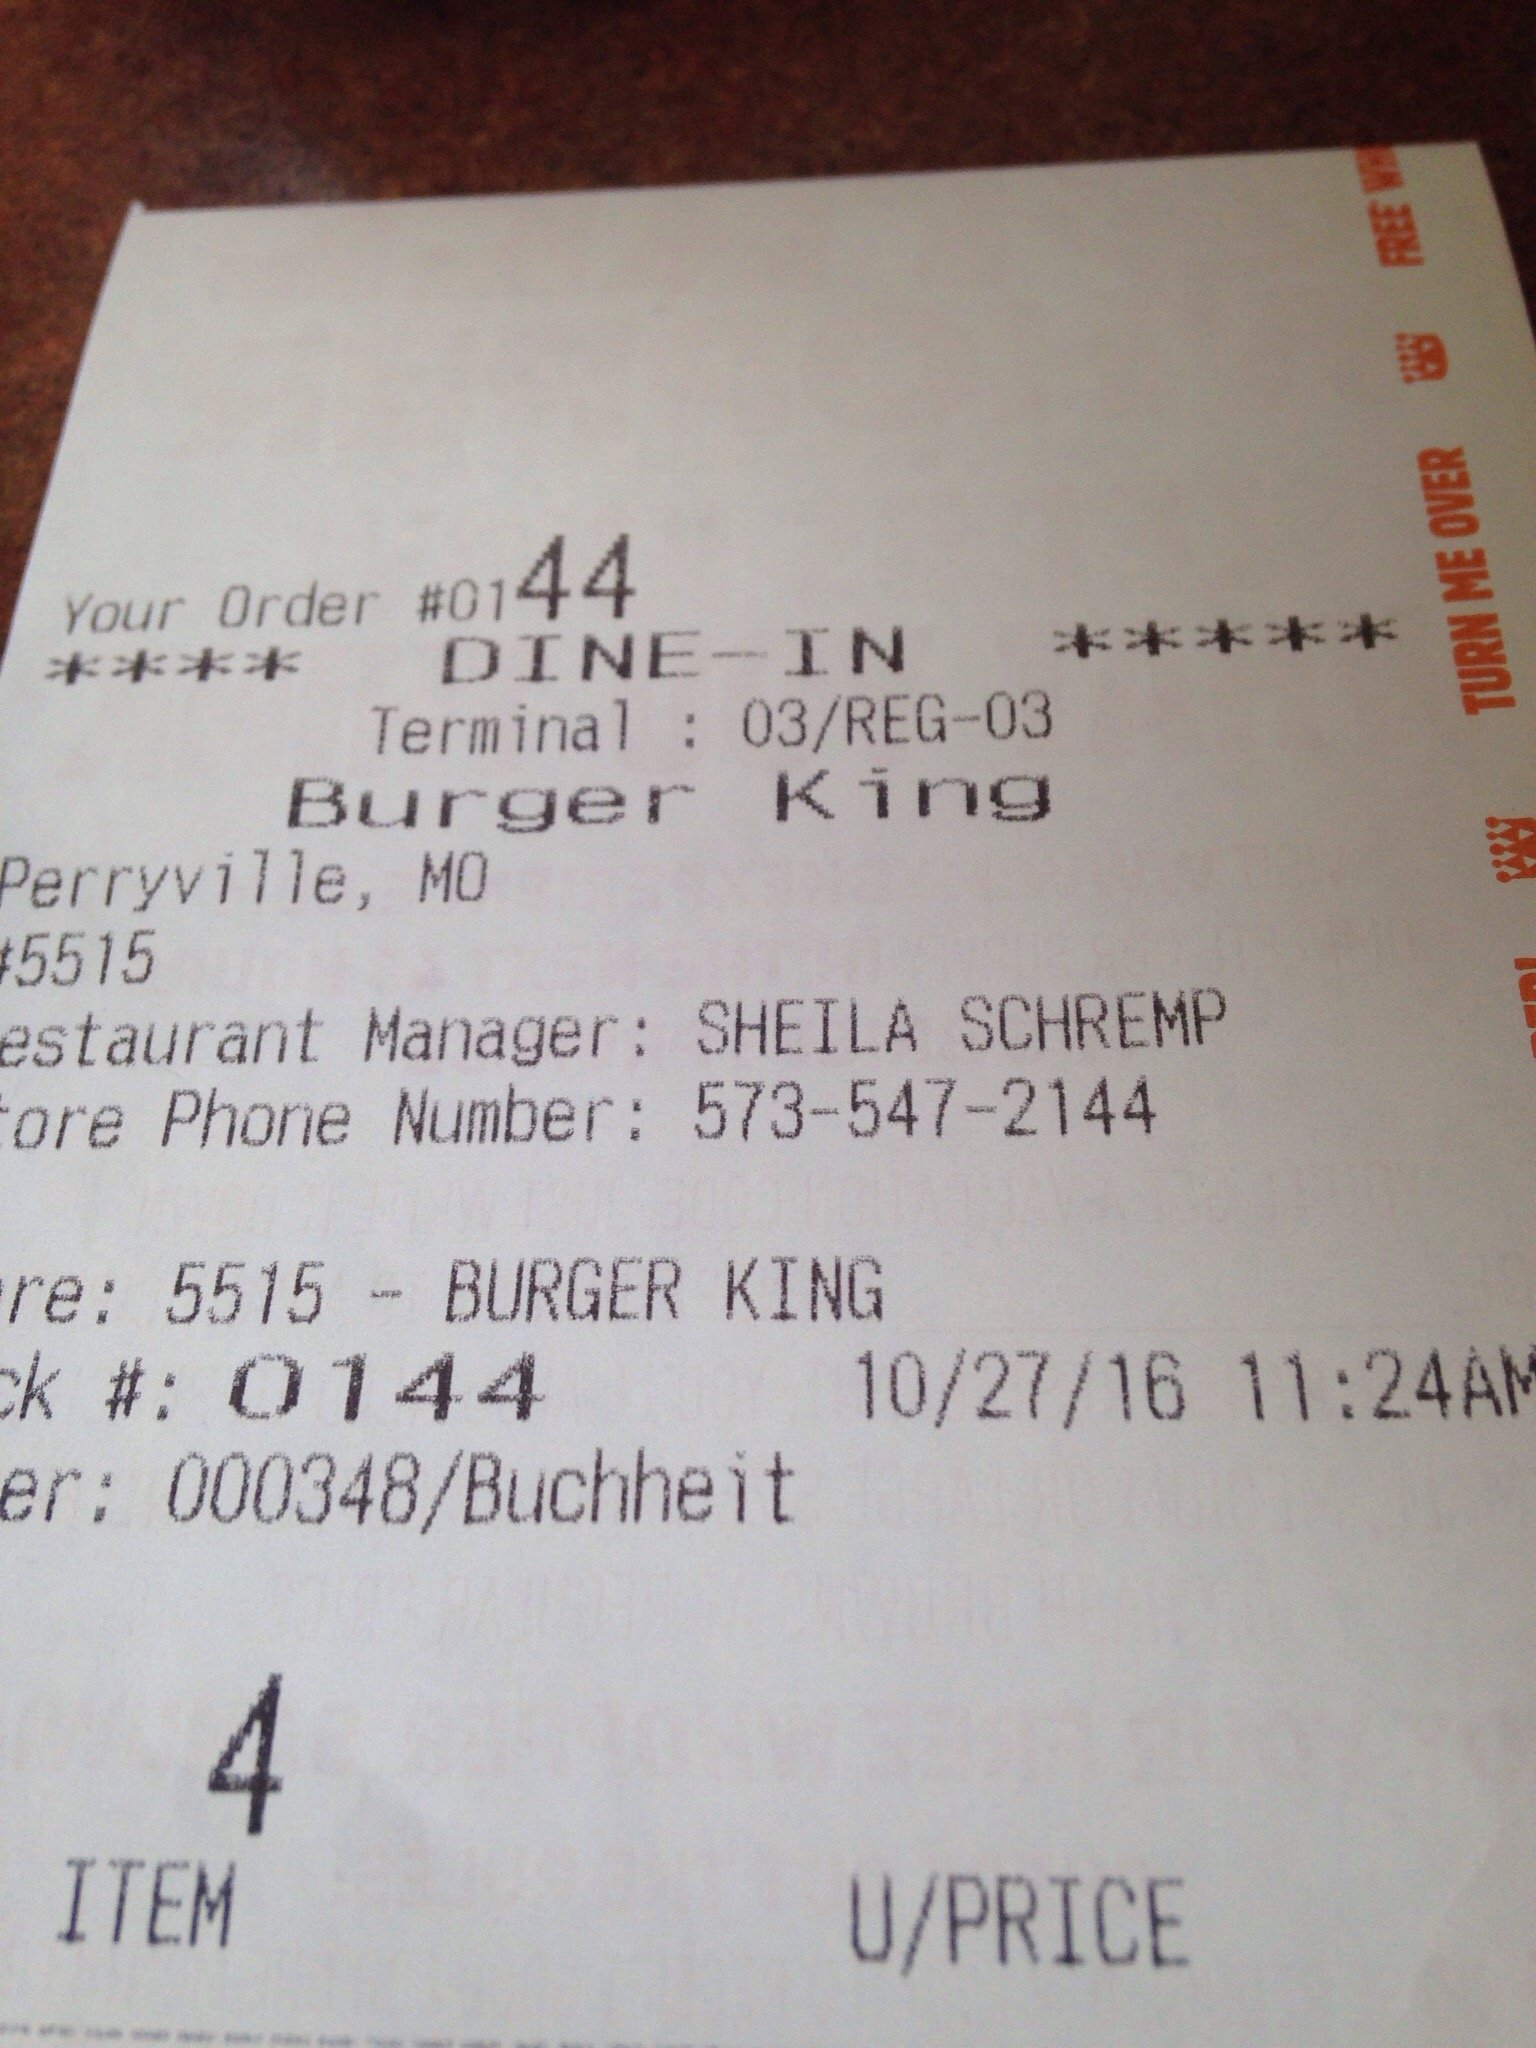 Your Order #0144
**** DINE-IN *****
Terminal : 03/REG-03
Burger King
Perryville, MO
#5515
estaurant Manager: SHEILA SCHREMP
tore Phone Number: 573-547-2144
ore: 5515 - BURGER KING
ck #: 0144 10/27/16 11:24AM
er: 000348/Buchheit
4
ITEM U/PRICE
FREE
TURN ME OVER